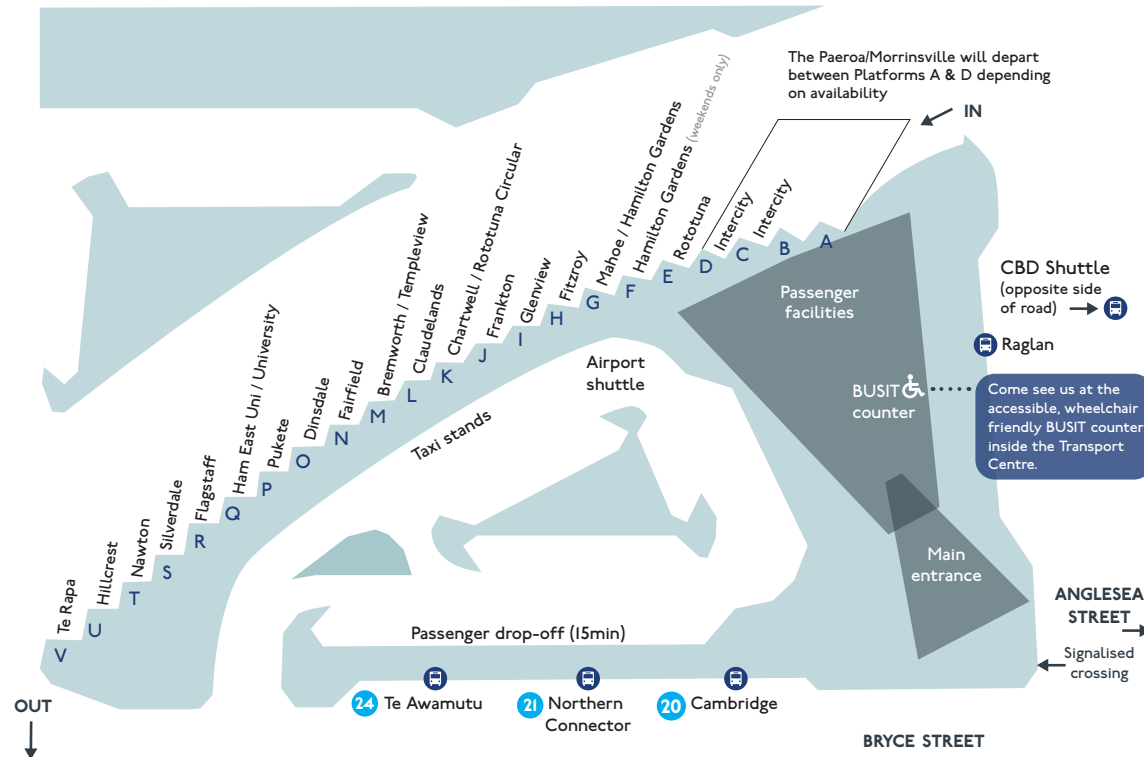 The Paeroa/Morrinsville will depart
between Platforms A & D depending
on availability
IN
Te Rapa
Hillcrest
Nawton
Silverdale
Flagstaff
Ham East Uni / University
Pukete
Dinsdale
Fairfield
Bremworth / Templeview
Claudelands
Chartwell / Rototuna Circular
Frankton
Glenview
Fitzroy
Mahoe / Hamilton Gardens
Hamilton Gardens (weekends only)
Rototuna
Intercity
Intercity
V
U
T
S
R
Q
P
O
N
M
L
K
J
I
H
G
F
E
D
C
B
A
Passenger
facilities
CBD Shuttle
(opposite side
of road)
Raglan
Airport
shuttle
BUSIT
counter
Come see us at the
accessible, wheelchair
friendly BUSIT counter
inside the Transport
Centre.
Taxi stands
Main
entrance
ANGLESEA
STREET
Signalised
crossing
Passenger drop-off (15min)
24 Te Awamutu
21 Northern
Connector
20 Cambridge
OUT
BRYCE STREET